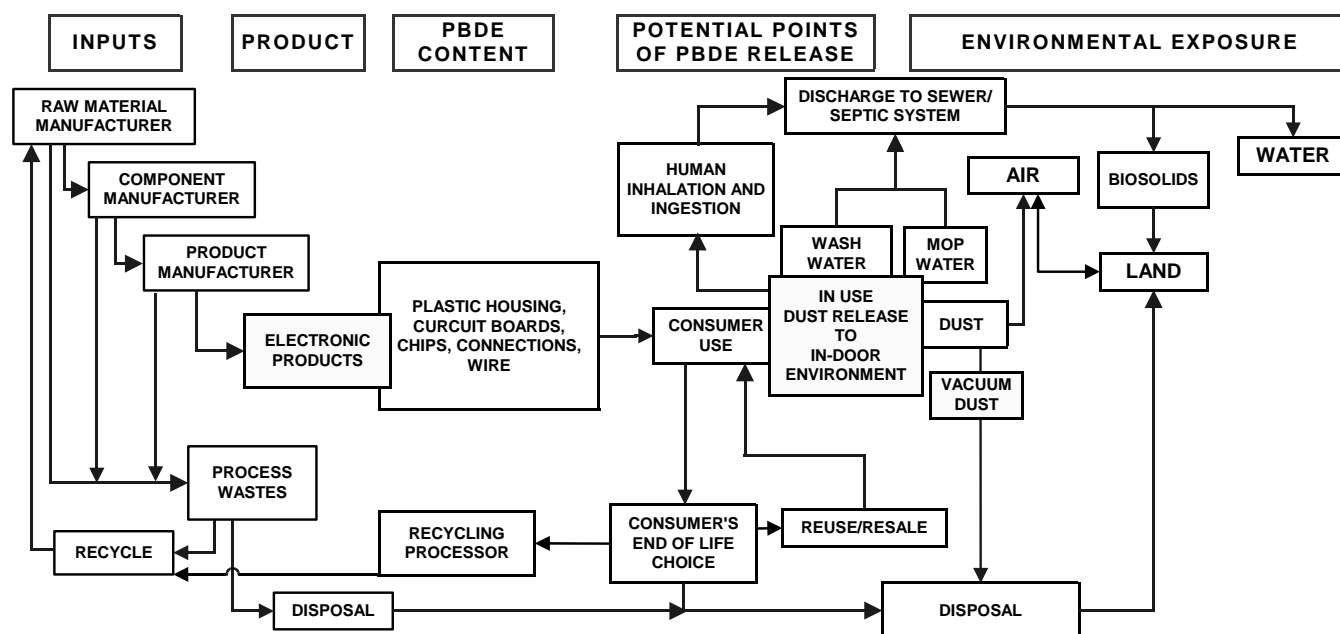 INPUTS
PRODUCT
PBDE
CONTENT
POTENTIAL POINTS
OF PBDE RELEASE
ENVIRONMENTAL EXPOSURE
RAW MATERIAL
MANUFACTURER
COMPONENT
MANUFACTURER
PRODUCT
MANUFACTURER
ELECTRONIC
PRODUCTS
PLASTIC HOUSING,
CURCUIT BOARDS,
CHIPS, CONNECTIONS,
WIRE
DISCHARGE TO SEWER/
SEPTIC SYSTEM
HUMAN
INHALATION AND
INGESTION
WASH
WATER
MOP
WATER
AIR
BIOSOLIDS
WATER
LAND
CONSUMER
USE
IN USE
DUST RELEASE
TO
IN-DOOR
ENVIRONMENT
DUST
VACUUM
DUST
PROCESS
WASTES
RECYCLE
RECYCLING
PROCESSOR
CONSUMER'S
END OF LIFE
CHOICE
REUSE/RESALE
DISPOSAL
DISPOSAL